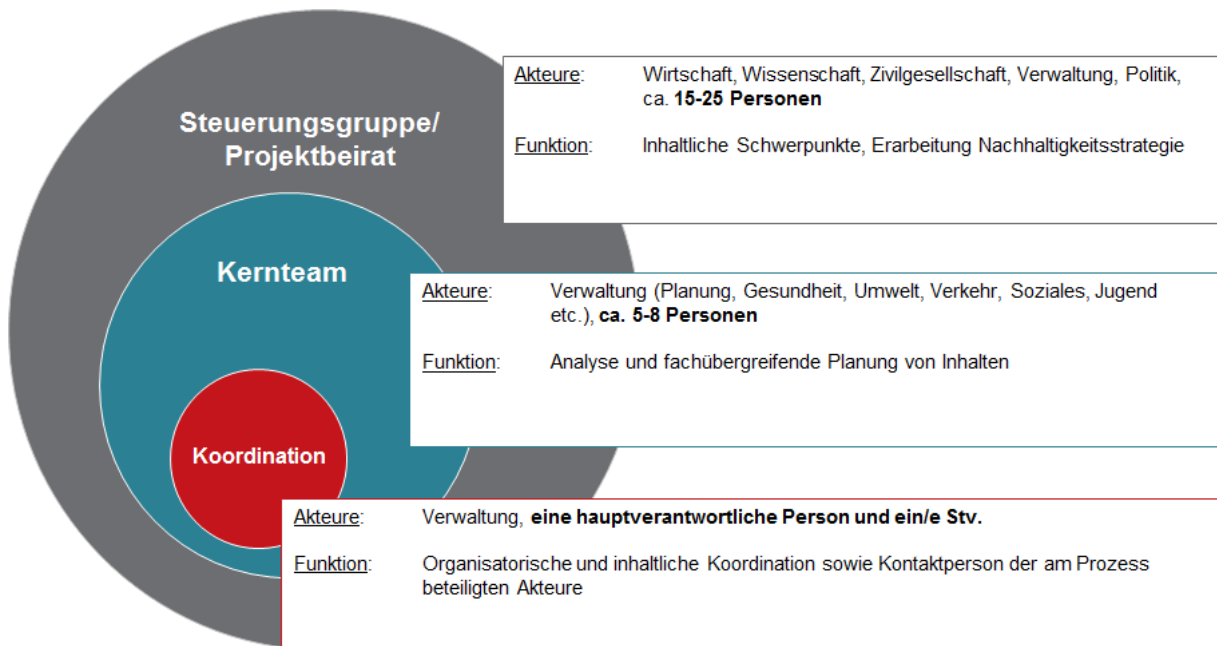 Steuerungsgruppe/
Projektbeirat
Akteure: Wirtschaft, Wissenschaft, Zivilgesellschaft, Verwaltung, Politik,
ca. 15-25 Personen
Funktion: Inhaltliche Schwerpunkte, Erarbeitung Nachhaltigkeitsstrategie
Kernteam
Akteure: Verwaltung (Planung, Gesundheit, Umwelt, Verkehr, Soziales, Jugend
etc.), ca. 5-8 Personen
Funktion: Analyse und fachübergreifende Planung von Inhalten
Koordination
Akteure: Verwaltung, eine hauptverantwortliche Person und ein/e Stv.
Funktion: Organisatorische und inhaltliche Koordination sowie Kontaktperson der am Prozess
beteiligten Akteure